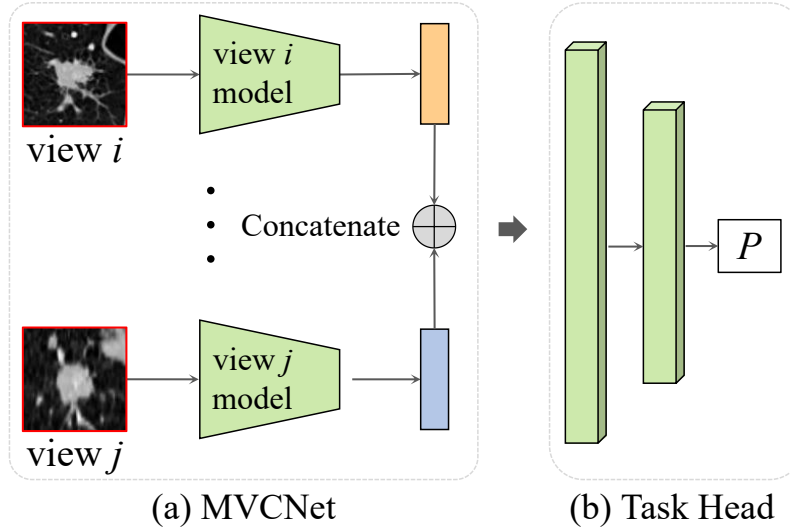 view i
model
view i
Concatenate
P
view j
model
view j
(a) MVCNet
(b) Task Head